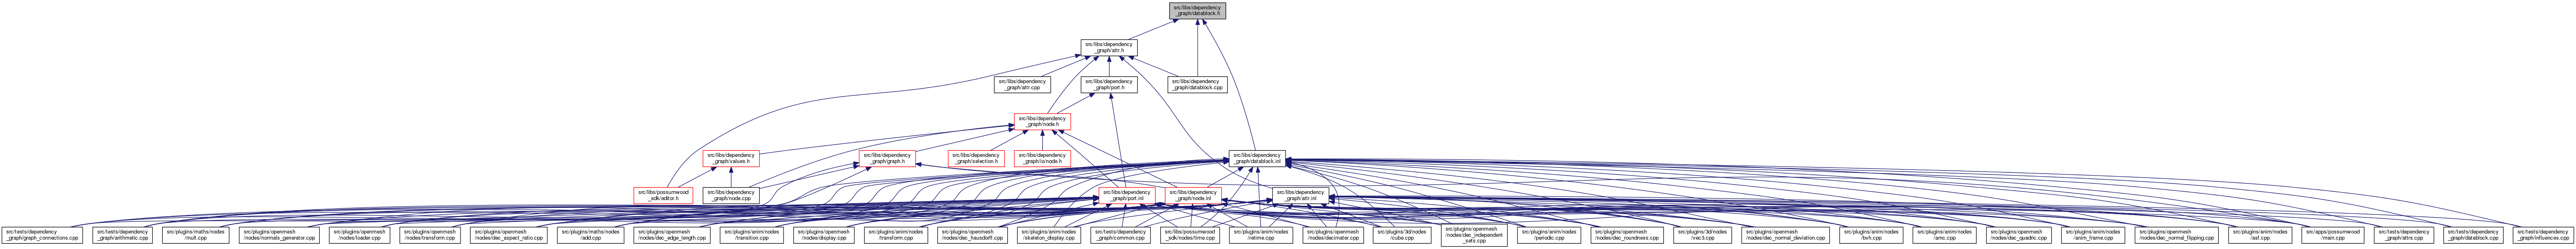 src/libs/dependency
_graph/datablock.h
src/libs/dependency
_graph/attr.h
src/libs/dependency
_graph/attr.cpp
src/libs/dependency
_graph/port.h
src/libs/dependency
_graph/datablock.cpp
src/libs/dependency
_graph/node.h
src/libs/dependency
_graph/values.h
src/libs/dependency
_graph/graph.h
src/libs/dependency
_graph/selection.h
src/libs/dependency
_graph/io/node.h
src/libs/dependency
_graph/datablock.inl
src/libs/possumwood
_sdk/editor.h
src/libs/dependency
_graph/node.cpp
src/libs/dependency
_graph/port.inl
src/libs/dependency
_graph/node.inl
src/libs/dependency
_graph/attr.inl
src/tests/dependency
_graph/graph_connections.cpp
src/tests/dependency
_graph/arithmetic.cpp
src/plugins/maths/nodes
/mult.cpp
src/plugins/openmesh
/nodes/normals_generator.cpp
src/plugins/openmesh
/nodes/loader.cpp
src/plugins/openmesh
/nodes/transform.cpp
src/plugins/openmesh
/nodes/dec_aspect_ratio.cpp
src/plugins/maths/nodes
/add.cpp
src/plugins/openmesh
/nodes/dec_edge_length.cpp
src/plugins/anim/nodes
/transition.cpp
src/plugins/openmesh
/nodes/display.cpp
src/plugins/anim/nodes
/transform.cpp
src/plugins/openmesh
/nodes/dec_hausdorff.cpp
src/plugins/anim/nodes
/skeleton_display.cpp
src/tests/dependency
_graph/common.cpp
src/libs/possumwood
_sdk/nodes/time.cpp
src/plugins/anim/nodes
/retime.cpp
src/plugins/openmesh
/nodes/decimater.cpp
src/plugins/3d/nodes
/cube.cpp
src/plugins/openmesh
/nodes/dec_independent
_sets.cpp
src/plugins/anim/nodes
/periodic.cpp
src/plugins/openmesh
/nodes/dec_roundness.cpp
src/plugins/3d/nodes
/vec3.cpp
src/plugins/openmesh
/nodes/dec_normal_deviation.cpp
src/plugins/anim/nodes
/bvh.cpp
src/plugins/anim/nodes
/amc.cpp
src/plugins/openmesh
/nodes/dec_quadric.cpp
src/plugins/anim/nodes
/anim_frame.cpp
src/plugins/openmesh
/nodes/dec_normal_flipping.cpp
src/plugins/anim/nodes
/asf.cpp
src/apps/possumwood
/main.cpp
src/tests/dependency
_graph/attrs.cpp
src/tests/dependency
_graph/datablock.cpp
src/tests/dependency
_graph/influences.cpp